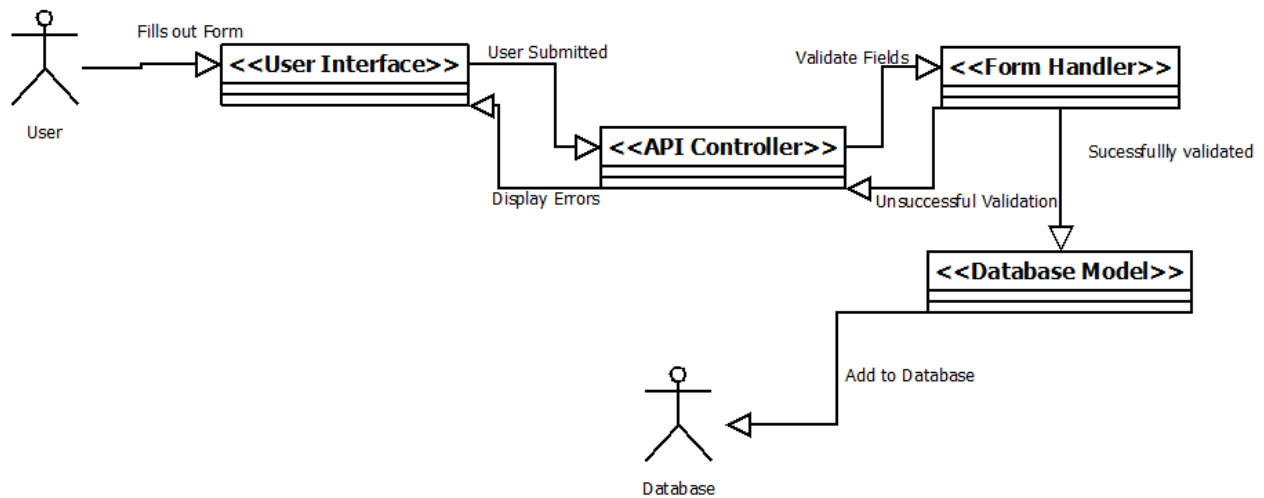 Fills out Form
<<User Interface>>
User Submitted
Validate Fields
<<Form Handler>>
User
<<API Controller>>
Sucessfullly validated
Display Errors
Unsuccessful Validation
<<Database Model>>
Add to Database
Database